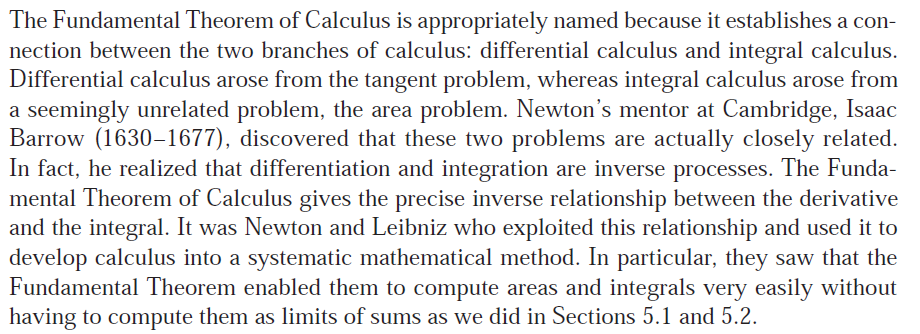 The Fundamental Theorem of Calculus is appropriately named because it establishes a con-
nection between the two branches of calculus: differential calculus and integral calculus.
Differential calculus arose from the tangent problem, whereas integral calculus arose from
a seemingly unrelated problem, the area problem. Newton’s mentor at Cambridge, Isaac
Barrow (1630–1677), discovered that these two problems are actually closely related.
In fact, he realized that differentiation and integration are inverse processes. The Funda-
mental Theorem of Calculus gives the precise inverse relationship between the derivative
and the integral. It was Newton and Leibniz who exploited this relationship and used it to
develop calculus into a systematic mathematical method. In particular, they saw that the
Fundamental Theorem enabled them to compute areas and integrals very easily without
having to compute them as limits of sums as we did in Sections 5.1 and 5.2.